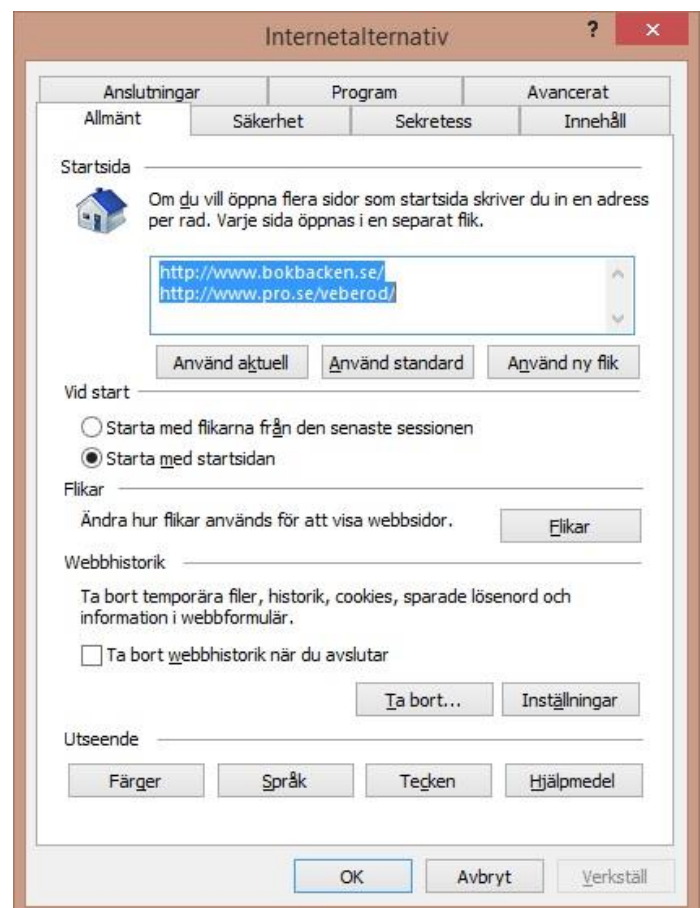 Internetalternativ
?
Anslutningar Program Avancerat
Allmänt Säkerhet Sekretess Innehåll
Startsida
Om du vill öppna flera sidor som startsida skriver du in en adress
per rad. Varje sida öppnas i en separat flik.
http://www.bokbacken.se/
http://www.pro.se/veberod/
Använd aktuell Använd standard Använd ny flik
Vid start
Starta med flikarna från den senaste sessionen
Starta med startsidan
Flikar
Ändra hur flikar används för att visa webbsidor.
Flikar
Webbhistorik
Ta bort temporära filer, historik, cookies, sparade lösenord och
information i webbformulär.
Ta bort webbhistorik när du avslutar
Ta bort... Inställningar
Utseende
Färger Språk Tecken Hjälpmedel
OK Avbryt Verkställ